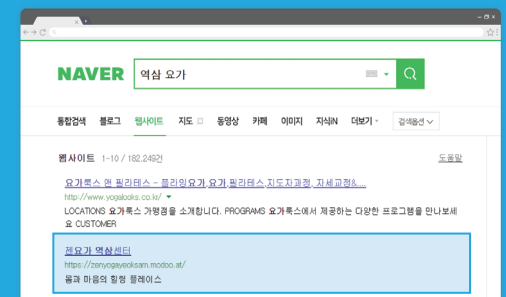 NAVER 역삼 요가
통합검색 블로그 웹사이트 지도 동영상 카페 이미지 지식iN 더보기 검색옵션
웹사이트 1-10 / 182,249건 도움말
요가룩스 앤 필라테스 - 플라잉요가,요가,필라테스,지도자과정, 자세교정&....
http://www.yogalooks.co.kr/
LOCATIONS 요가룩스 가맹점을 소개합니다. PROGRAMS 요가룩스에서 제공하는 다양한 프로그램을 만나보세
요 CUSTOMER
젠요가 역삼센터
https://zenyogayeoksam.modoo.at/
몸과 마음의 힐링 플레이스